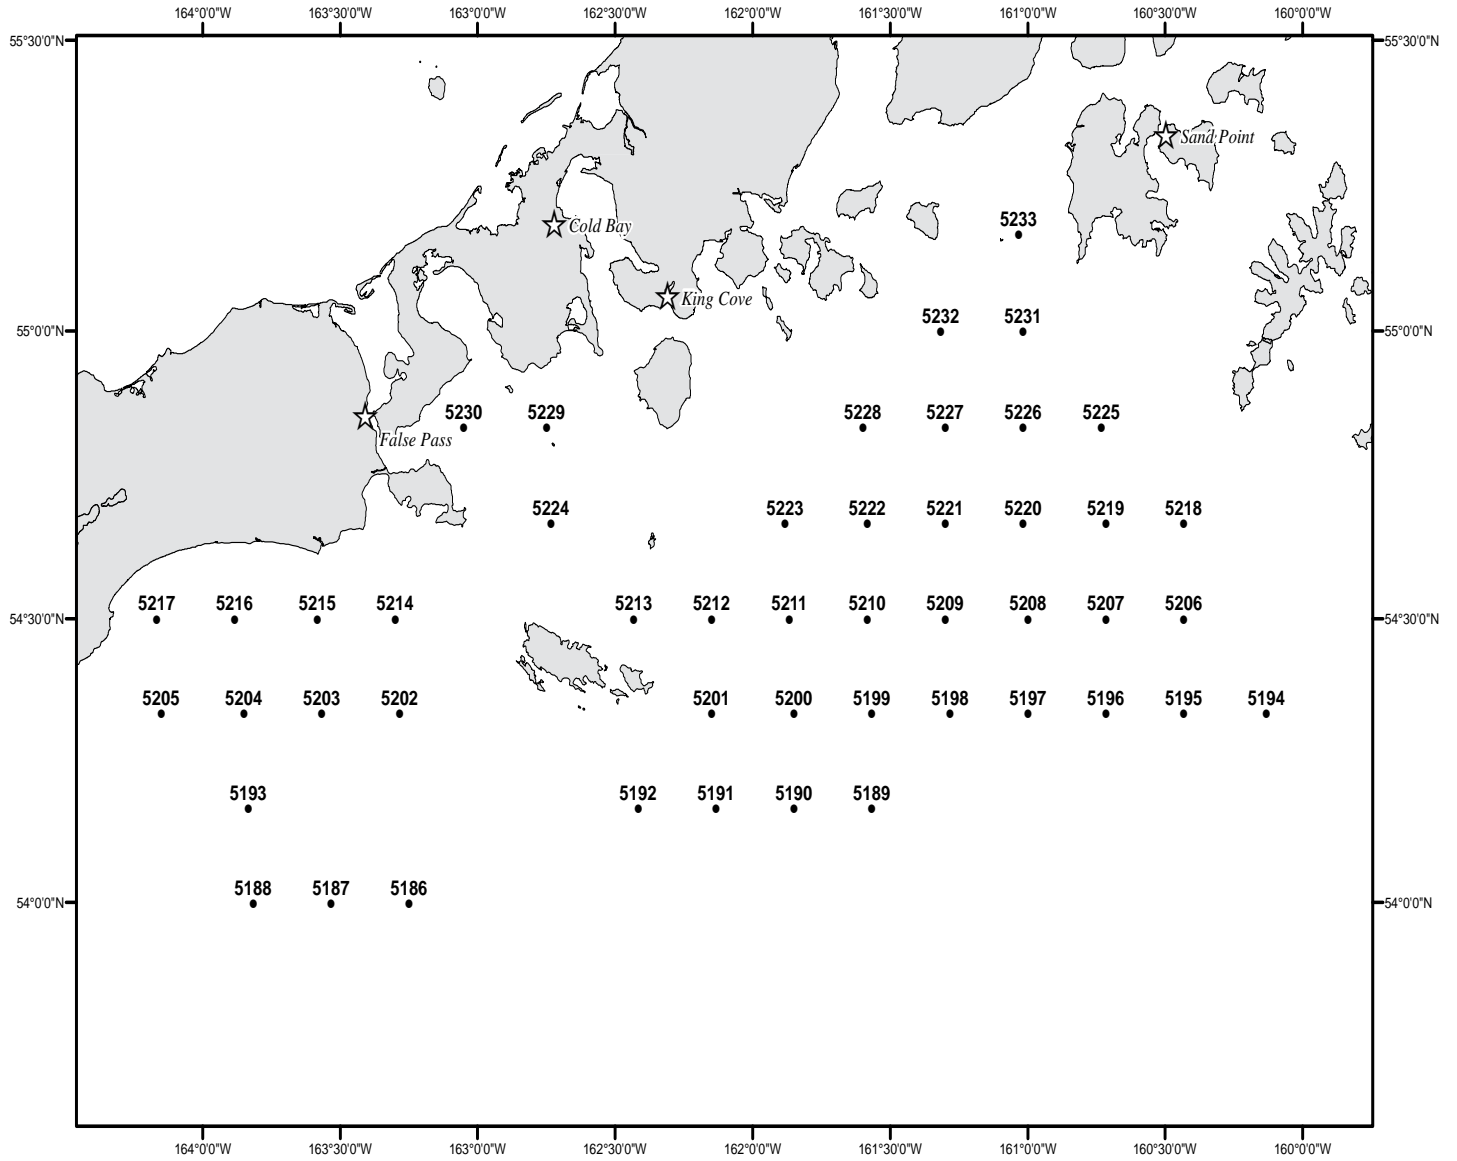 164°0'0"W 163°30'0"W 163°0'0"W 162°30'0"W 162°0'0"W 161°30'0"W 161°0'0"W 160°30'0"W 160°0'0"W
55°30'0"N 55°30'0"N
Sand Point
5233
Cold Bay
King Cove
5232 5231
55°0'0"N 55°0'0"N
5230 5229 5228 5227 5226 5225
False Pass
5224 5223 5222 5221 5220 5219 5218
5217 5216 5215 5214 5213 5212 5211 5210 5209 5208 5207 5206
54°30'0"N 54°30'0"N
5205 5204 5203 5202 5201 5200 5199 5198 5197 5196 5195 5194
5193 5192 5191 5190 5189
5188 5187 5186
54°0'0"N 54°0'0"N
164°0'0"W 163°30'0"W 163°0'0"W 162°30'0"W 162°0'0"W 161°30'0"W 161°0'0"W 160°30'0"W 160°0'0"W